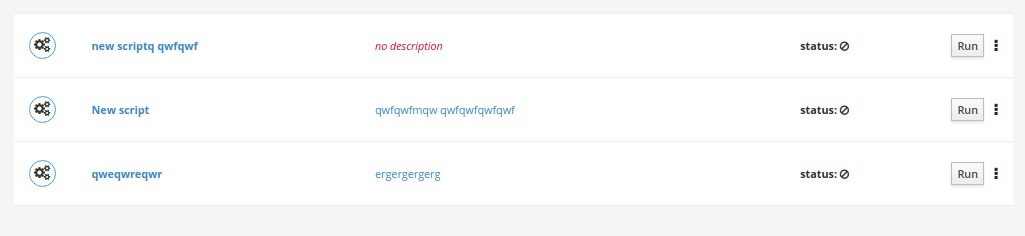 new scriptq qwfqwf no description status: Run
New script qwfqwfmqw qwfqwfqwfqwf status: Run
qweqwreqwr ergergergerg status: Run